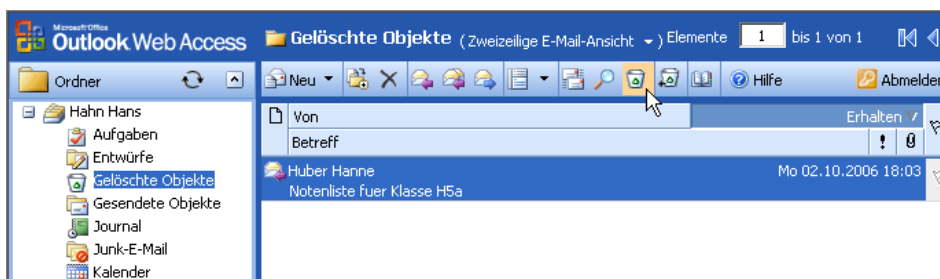 Microsoft Office
Outlook Web Access
Gelöschte Objekte (Zweizeilige E-Mail-Ansicht ) Elemente 1 bis 1 von 1
Ordner
Neu Hilfe Abmelden
Hahn Hans
Aufgaben
Entwürfe
Gelöschte Objekte
Gesendete Objekte
Journal
Junk-E-Mail
Kalender
Von Erhalten
Betreff
Huber Hanne Mo 02.10.2006 18:03
Notenliste fuer Klasse H5a